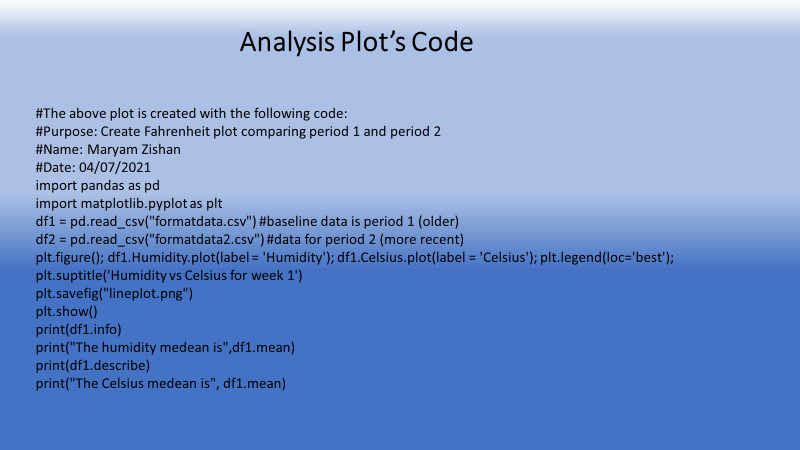 Analysis Plot’s Code
#The above plot is created with the following code:
#Purpose: Create Fahrenheit plot comparing period 1 and period 2
#Name: Maryam Zishan
#Date: 04/07/2021
import pandas as pd
import matplotlib.pyplot as plt
df1 = pd.read_csv("formatdata.csv") #baseline data is period 1 (older)
df2 = pd.read_csv("formatdata2.csv") #data for period 2 (more recent)
plt.figure(); df1.Humidity.plot(label = 'Humidity'); df1.Celsius.plot(label = 'Celsius'); plt.legend(loc='best');
plt.suptitle('Humidity vs Celsius for week 1')
plt.savefig("lineplot.png")
plt.show()
print(df1.info)
print("The humidity medean is",df1.mean)
print(df1.describe)
print("The Celsius medean is", df1.mean)